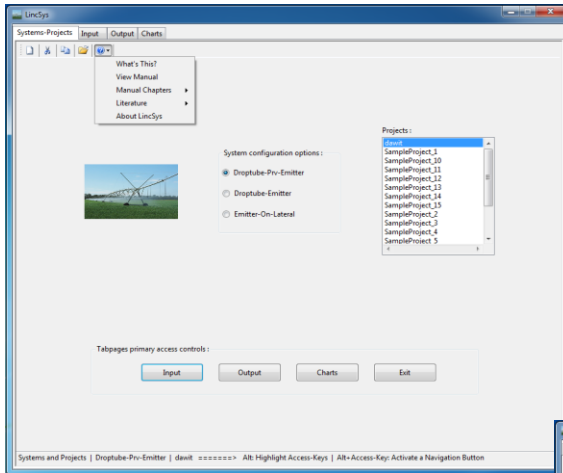 LincSys
Systems-Projects Input Output Charts
What's This?
View Manual
Manual Chapters
Literature
About LincSys
System configuration options :
Droptube-Prv-Emitter
Droptube-Emitter
Emitter-On-Lateral
Projects :
dawit
SampleProject_1
SampleProject_10
SampleProject_11
SampleProject_12
SampleProject_13
SampleProject_14
SampleProject_15
SampleProject_2
SampleProject_3
SampleProject_4
SampleProject_5
Tabpages primary access controls :
Input Output Charts Exit
Systems and Projects | Droptube-Prv-Emitter | dawit =======> Alt: Highlight Access-Keys | Alt+Access-Key: Activate a Navigation Button